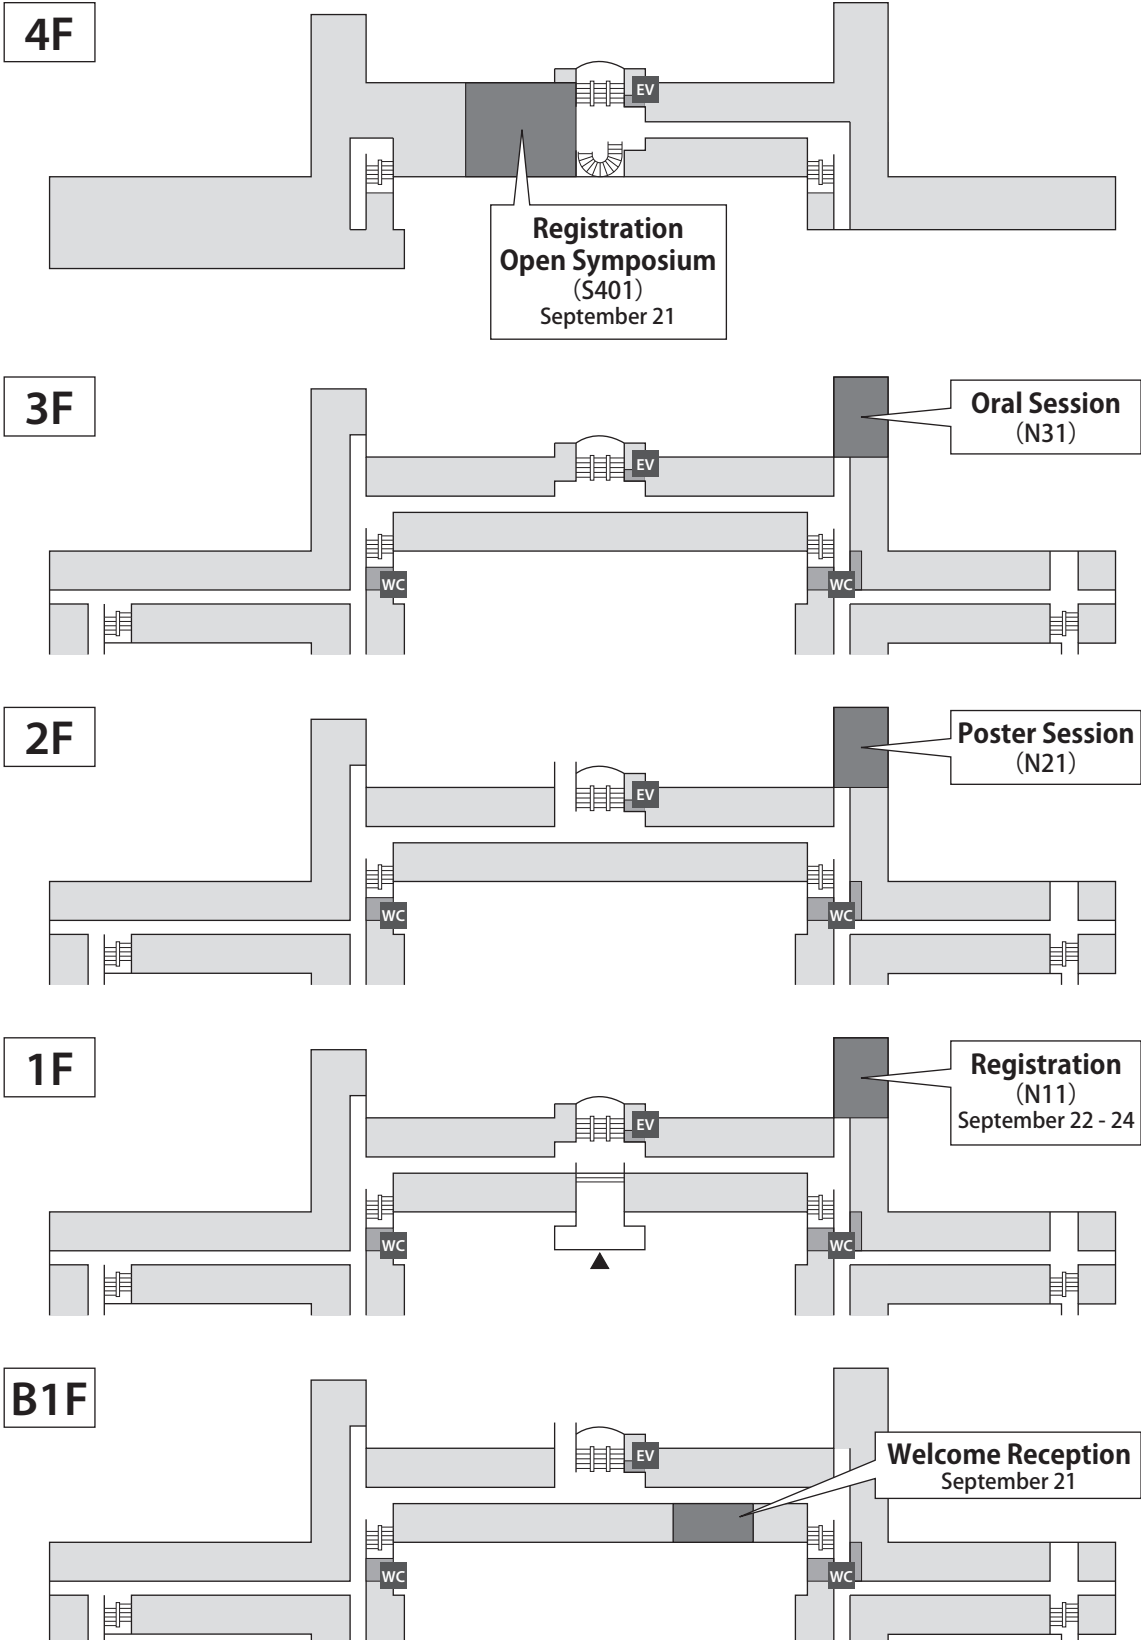 4F
EV
Registration
Open Symposium
（S401）
September 21
3F
EV
Oral Session
（N31）
WC
WC
2F
EV
Poster Session
（N21）
WC
WC
1F
EV
Registration
（N11）
September 22 - 24
WC
WC
B1F
EV
Welcome Reception
September 21
WC
WC